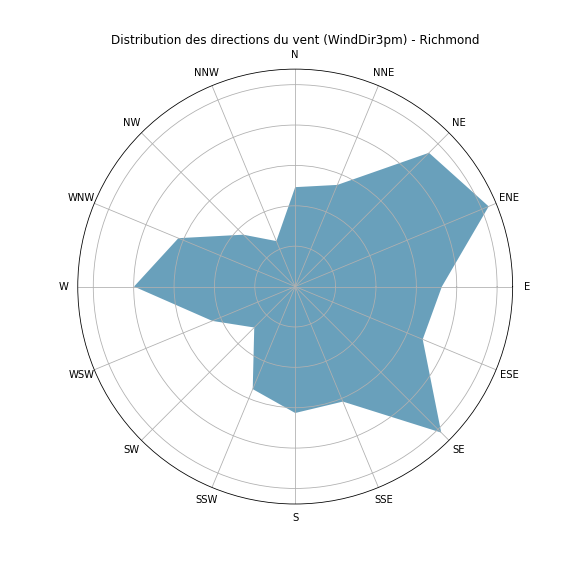 Distribution des directions du vent (WindDir3pm) - Richmond
N
NNW
NNE
NW
NE
WNW
ENE
W
E
WSW
ESE
SW
SE
SSW
SSE
S